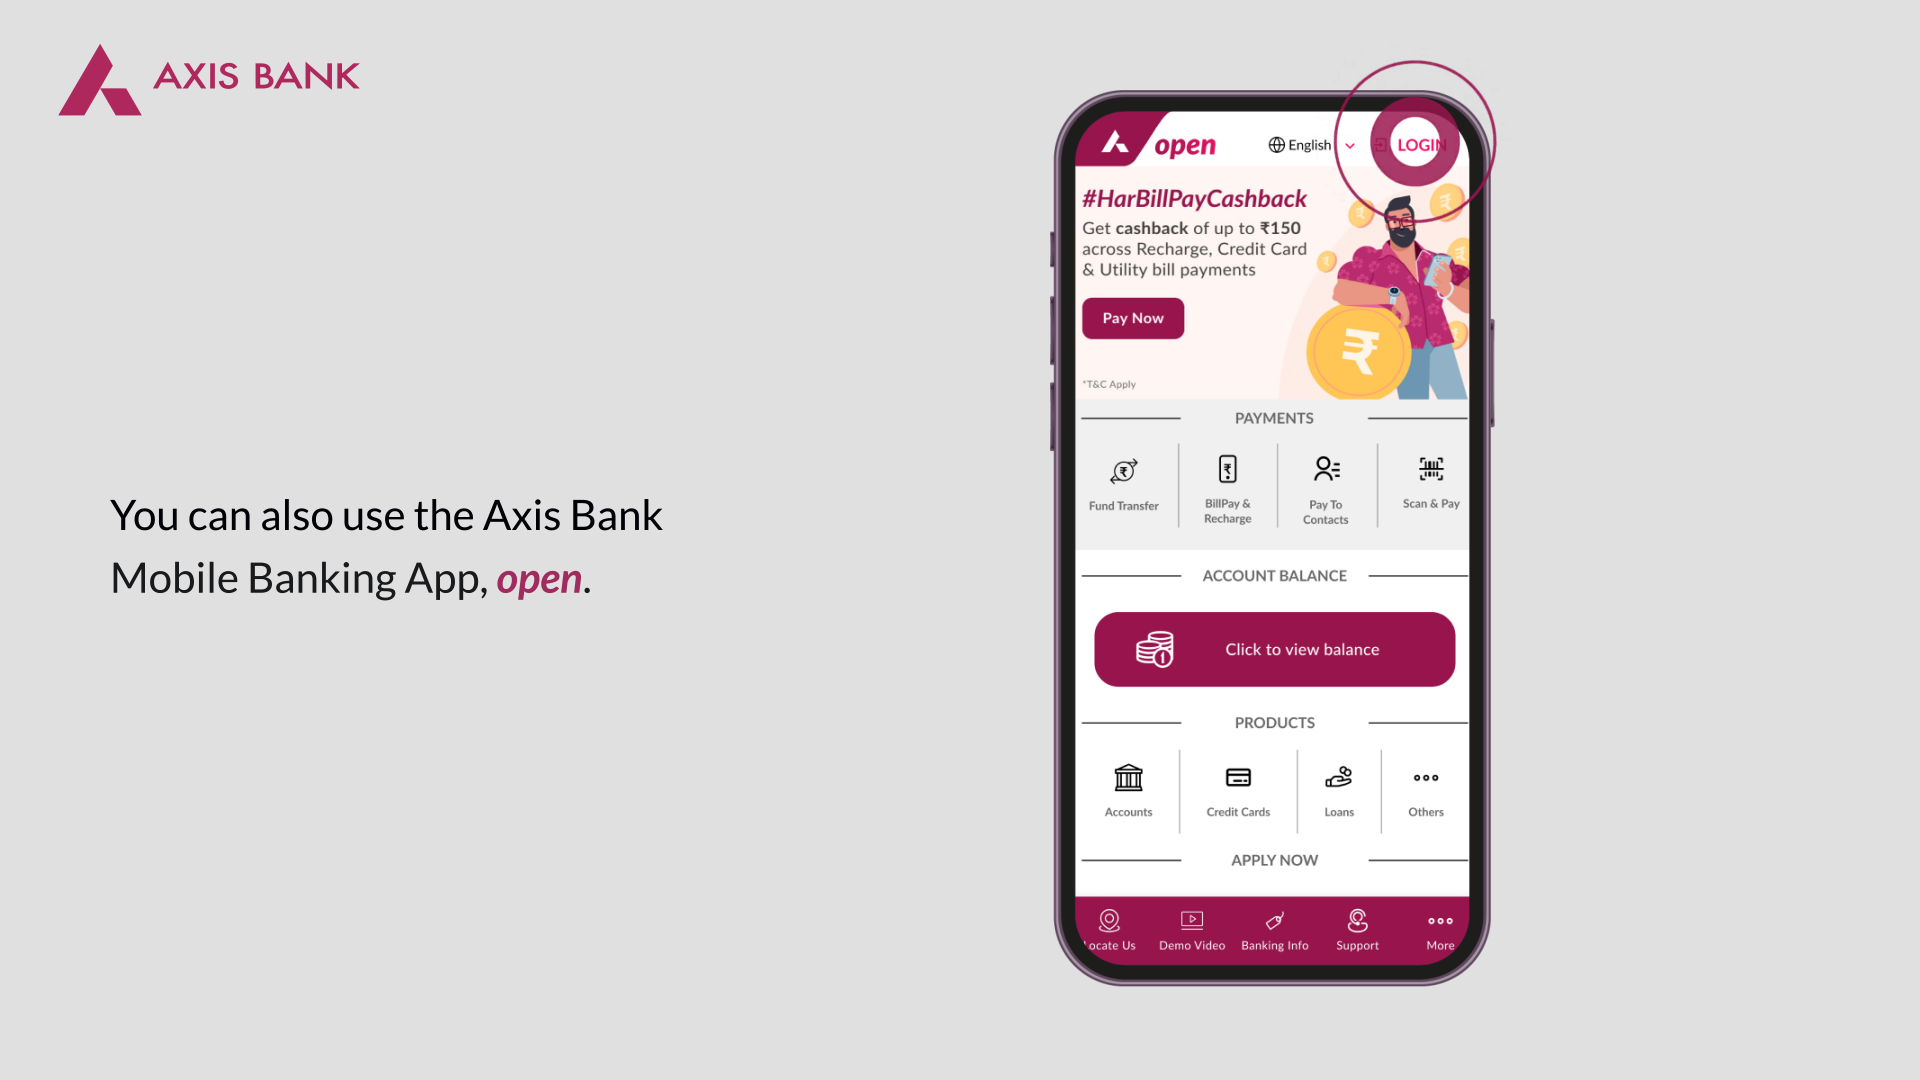 AXIS BANK
You can also use the Axis Bank
Mobile Banking App, open.
open
English
LOGIN
#HarBillPayCashback
Get cashback of up to ₹150
across Recharge, Credit Card
& Utility bill payments
Pay Now
*T&C Apply
PAYMENTS
Fund Transfer
BillPay &
Recharge
Pay To
Contacts
Scan & Pay
ACCOUNT BALANCE
Click to view balance
PRODUCTS
Accounts
Credit Cards
Loans
Others
APPLY NOW
ocate Us
Demo Video
Banking Info
Support
More